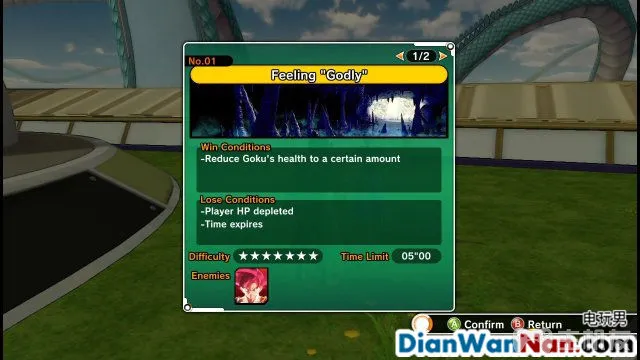 No.01
1/2
Feeling "Godly"
Win Conditions
-Reduce Goku's health to a certain amount
Lose Conditions
-Player HP depleted
-Time expires
Difficulty ★★★★★★★ Time Limit 05"00
Enemies
A Confirm B Return
电玩男
DianWanNan.com